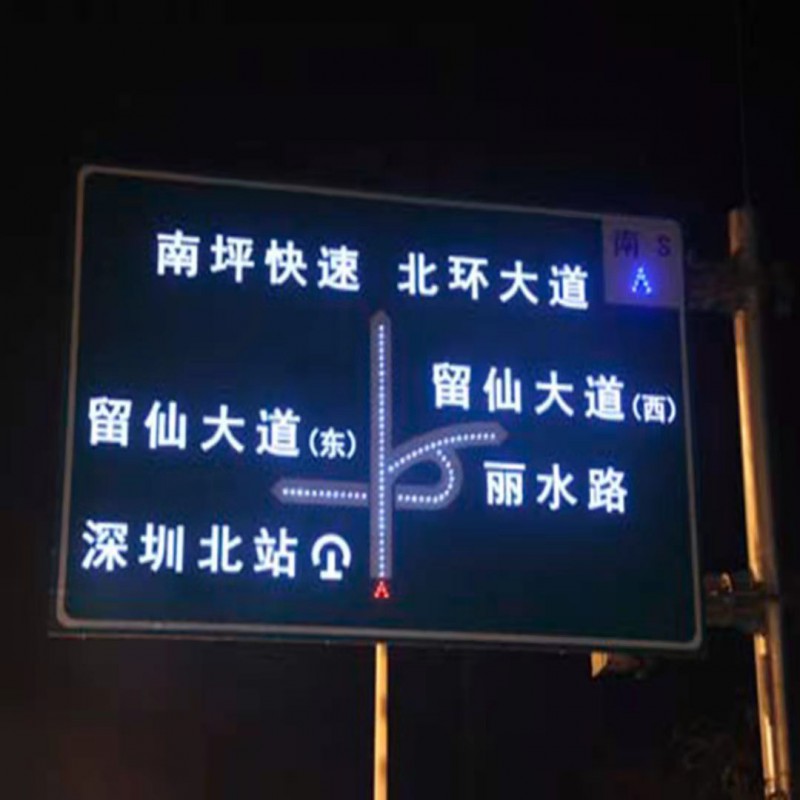 南坪快速 北环大道
南 S
留仙大道(西)
留仙大道(东)
丽水路
深圳北站